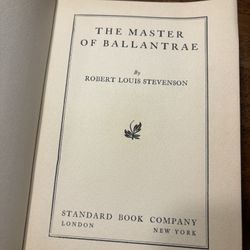 THE MASTER
OF BALLANTRAE
By
ROBERT LOUIS STEVENSON
STANDARD BOOK COMPANY
LONDON NEW YORK